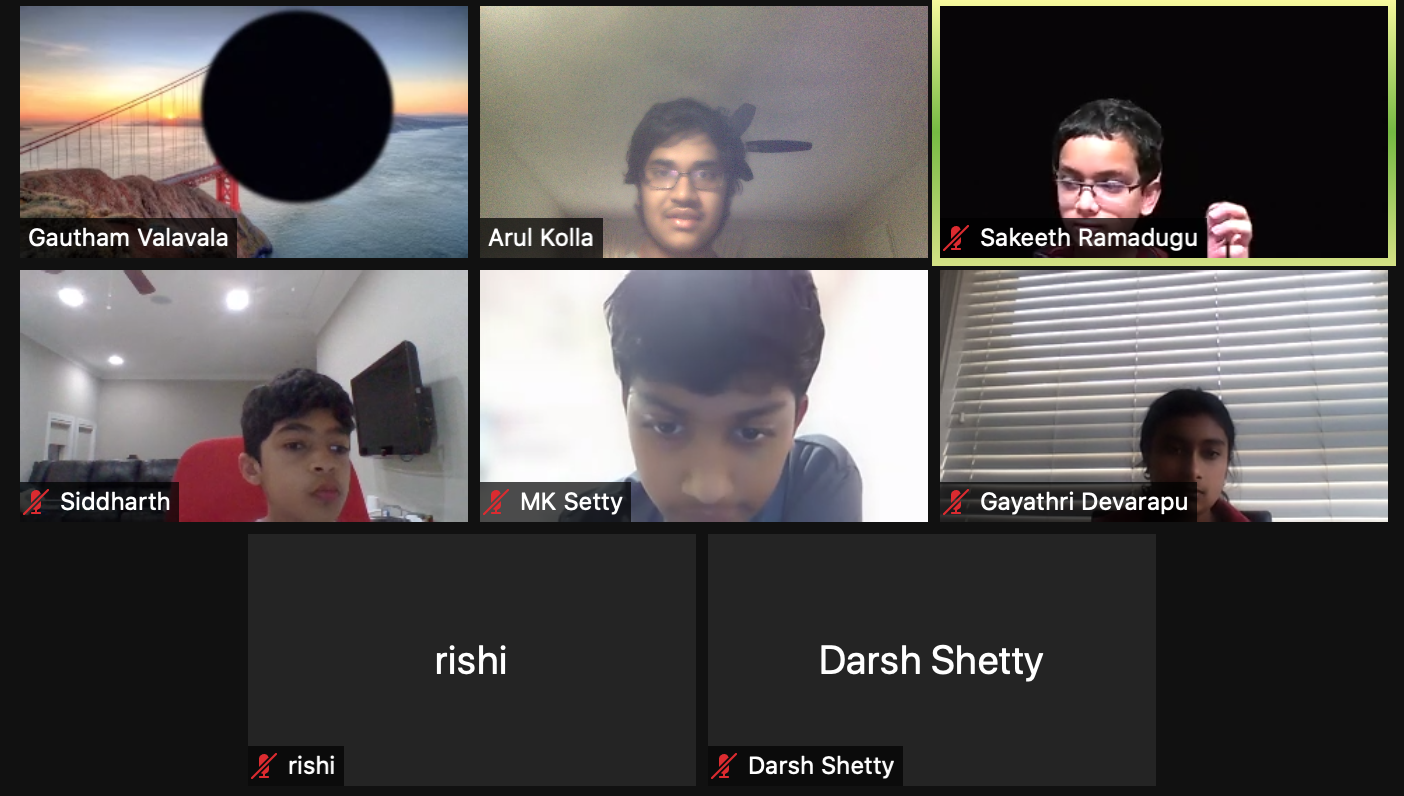 Gautham Valavala
Arul Kolla
Sakeeth Ramadugu
Siddharth
MK Setty
Gayathri Devarapu
rishi
Darsh Shetty
rishi
Darsh Shetty